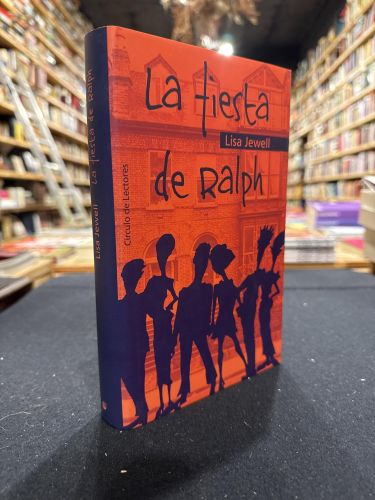 La fiesta
Lisa Jewell
de Ralph
Lisa Jewell La fiesta de Ralph
Círculo de Lectores